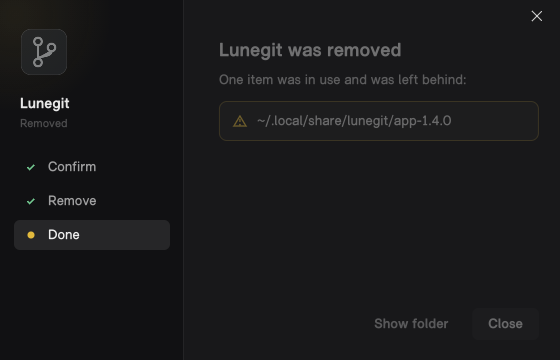 Lunegit
Removed
Confirm
Remove
Done
Lunegit was removed
One item was in use and was left behind:
~/.local/share/lunegit/app-1.4.0
Show folder
Close